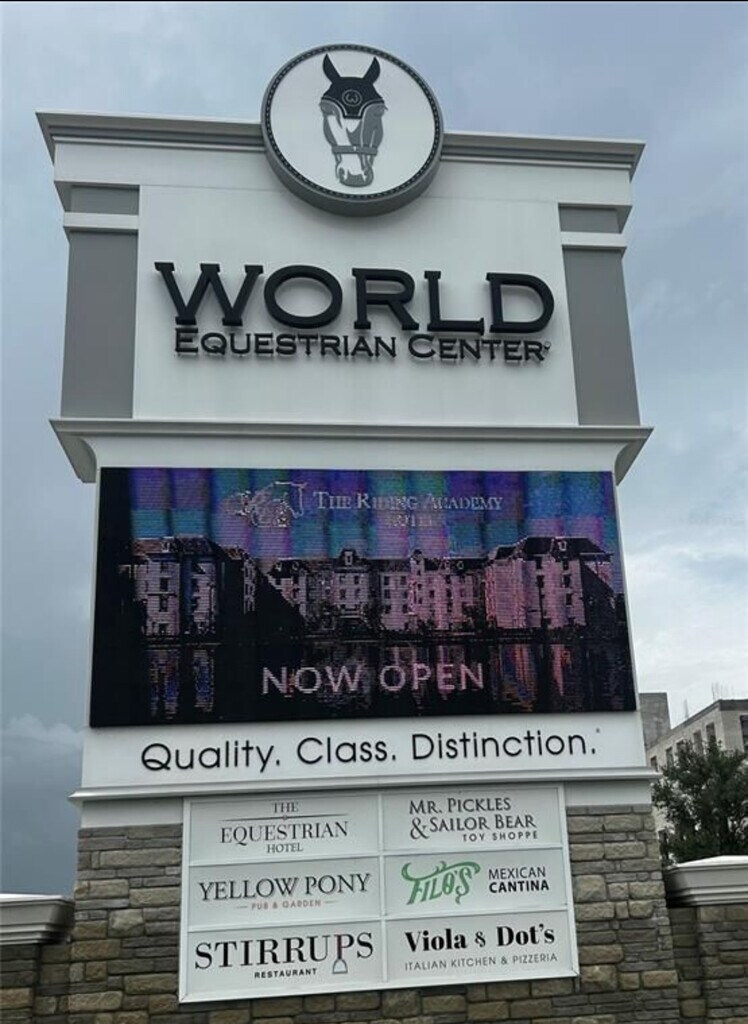 WORLD
EQUESTRIAN CENTER®
THE RIDING ACADEMY
HOTEL
NOW OPEN
Quality. Class. Distinction.
THE
EQUESTRIAN
HOTEL
MR. PICKLES
& SAILOR BEAR
TOY SHOPPE
YELLOW PONY
PUB & GARDEN
FILO'S
MEXICAN
CANTINA
STIRRUPS
RESTAURANT
Viola & Dot's
ITALIAN KITCHEN & PIZZERIA